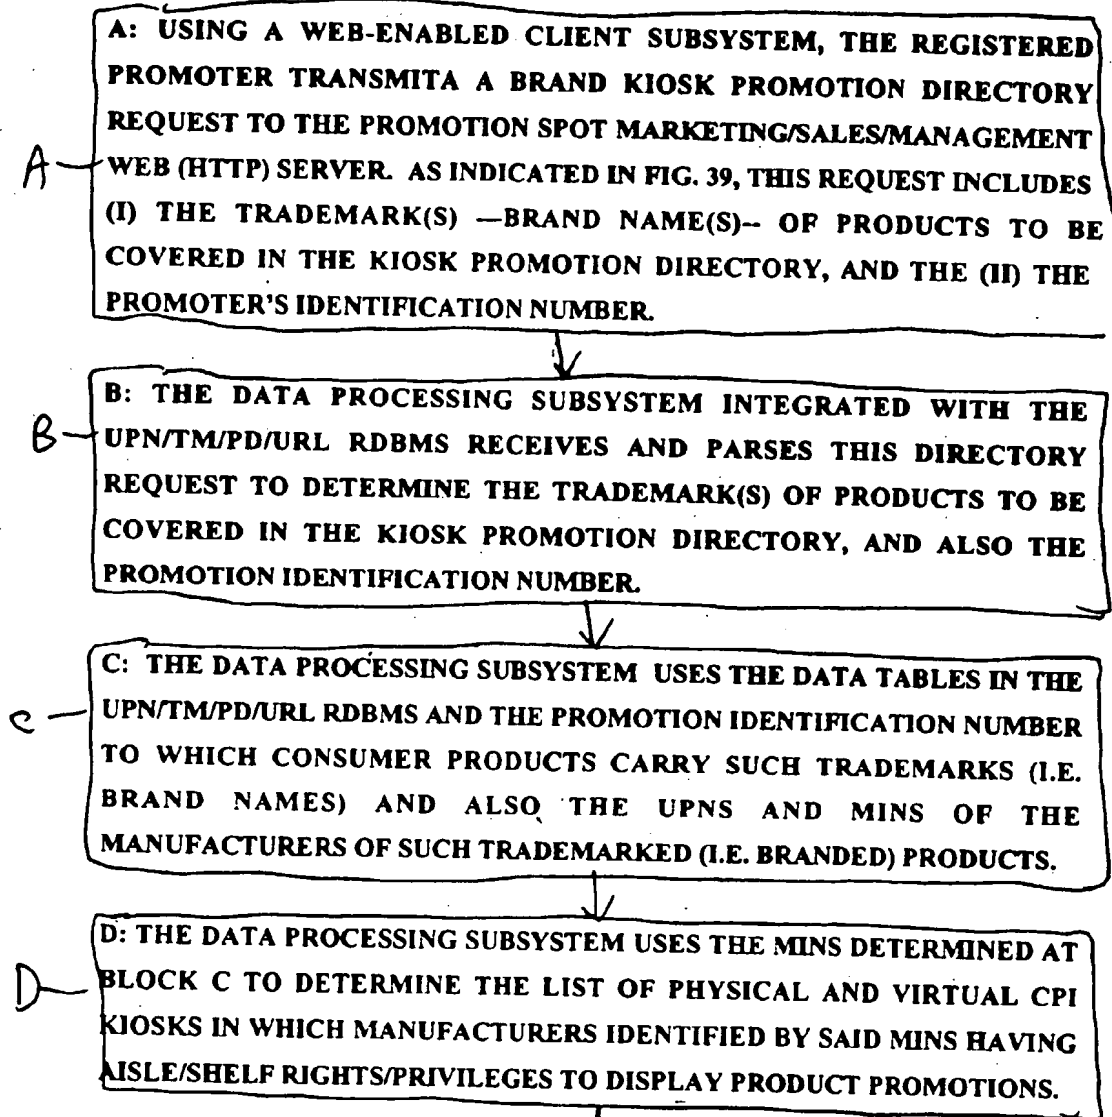 A: USING A WEB-ENABLED CLIENT SUBSYSTEM, THE REGISTERED
PROMOTER TRANSMITA A BRAND KIOSK PROMOTION DIRECTORY
REQUEST TO THE PROMOTION SPOT MARKETING/SALES/MANAGEMENT
A WEB (HTTP) SERVER. AS INDICATED IN FIG. 39, THIS REQUEST INCLUDES
(I) THE TRADEMARK(S) —BRAND NAME(S)-- OF PRODUCTS TO BE
COVERED IN THE KIOSK PROMOTION DIRECTORY, AND THE (II) THE
PROMOTER'S IDENTIFICATION NUMBER.
B: THE DATA PROCESSING SUBSYSTEM INTEGRATED WITH THE
B UPN/TM/PD/URL RDBMS RECEIVES AND PARSES THIS DIRECTORY
REQUEST TO DETERMINE THE TRADEMARK(S) OF PRODUCTS TO BE
COVERED IN THE KIOSK PROMOTION DIRECTORY, AND ALSO THE
PROMOTION IDENTIFICATION NUMBER.
C: THE DATA PROCESSING SUBSYSTEM USES THE DATA TABLES IN THE
C UPN/TM/PD/URL RDBMS AND THE PROMOTION IDENTIFICATION NUMBER
TO WHICH CONSUMER PRODUCTS CARRY SUCH TRADEMARKS (I.E.
BRAND NAMES) AND ALSO THE UPNS AND MINS OF THE
MANUFACTURERS OF SUCH TRADEMARKED (I.E. BRANDED) PRODUCTS.
D: THE DATA PROCESSING SUBSYSTEM USES THE MINS DETERMINED AT
D BLOCK C TO DETERMINE THE LIST OF PHYSICAL AND VIRTUAL CPI
KIOSKS IN WHICH MANUFACTURERS IDENTIFIED BY SAID MINS HAVING
AISLE/SHELF RIGHTS/PRIVILEGES TO DISPLAY PRODUCT PROMOTIONS.